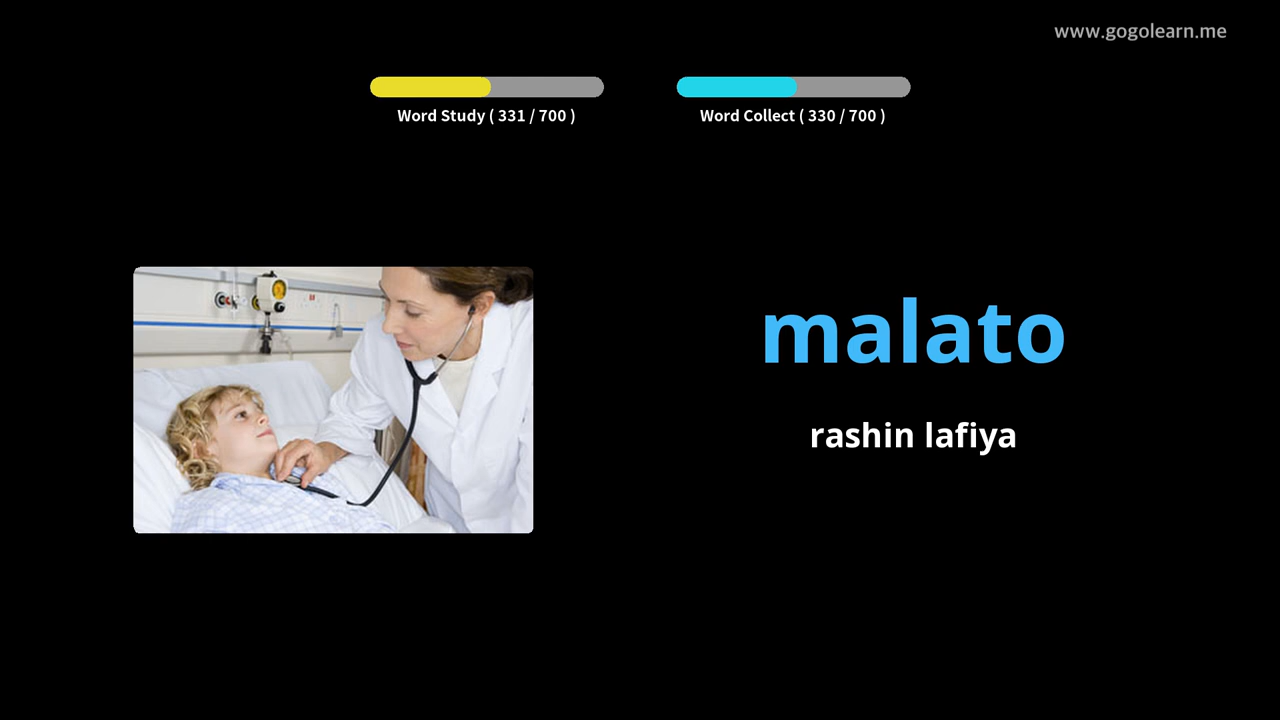 www.gogolearn.me
Word Study ( 331 / 700 )
Word Collect ( 330 / 700 )
malato
rashin lafiya